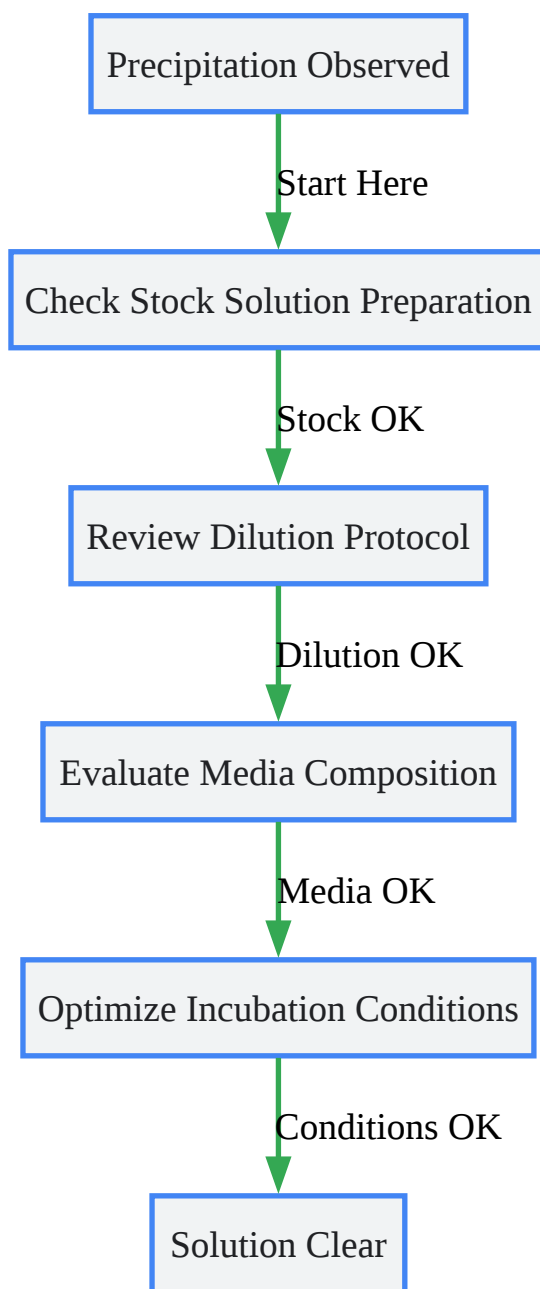 Precipitation Observed
Start Here
Check Stock Solution Preparation
Stock OK
Review Dilution Protocol
Dilution OK
Evaluate Media Composition
Media OK
Optimize Incubation Conditions
Conditions OK
Solution Clear